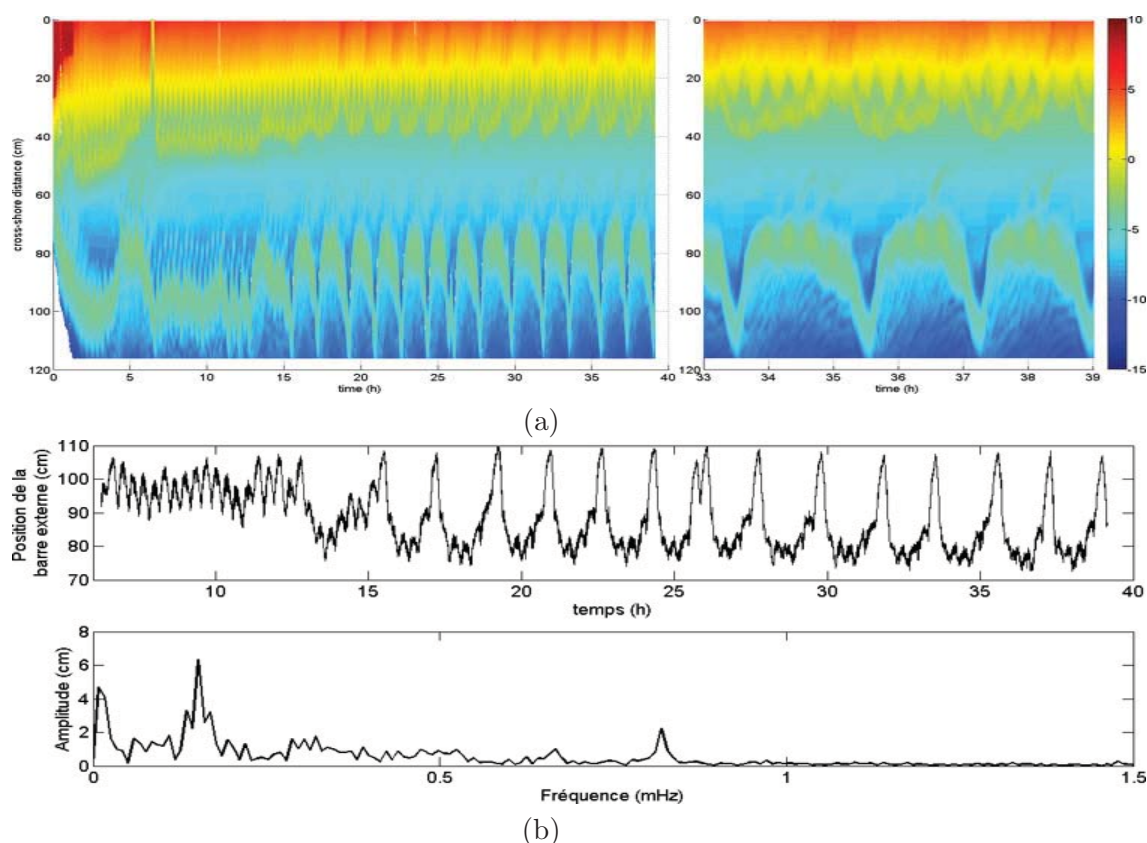 0
20
40
60
80
100
120
cross-shore distance (cm)
0 5 10 15 20 25 30 35 40
time (h)
0
20
40
60
80
100
120
33 34 35 36 37 38 39
time (h)
10
5
0
-5
-10
-15
(a)
110
100
90
80
70
Position de la
barre externe (cm)
10 15 20 25 30 35 40
temps (h)
8
6
4
2
0
Amplitude (cm)
0 0.5 1 1.5
Fréquence (mHz)
(b)